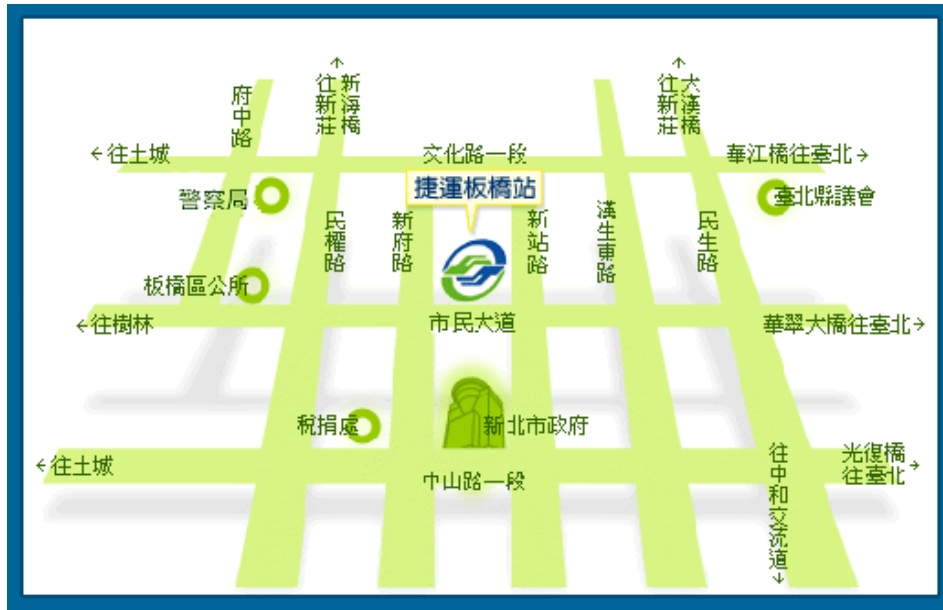 ↑往新莊
新海橋
↑往新莊
大漢橋
府中路
←往土城
文化路一段
華江橋往臺北→
捷運板橋站
警察局
臺北縣議會
民權路
新府路
新站路
漢生東路
民生路
板橋區公所
←往樹林
市民大道
華翠大橋往臺北→
稅捐處
新北市政府
←往土城
中山路一段
往中和交流道↓
光復橋
往臺北→